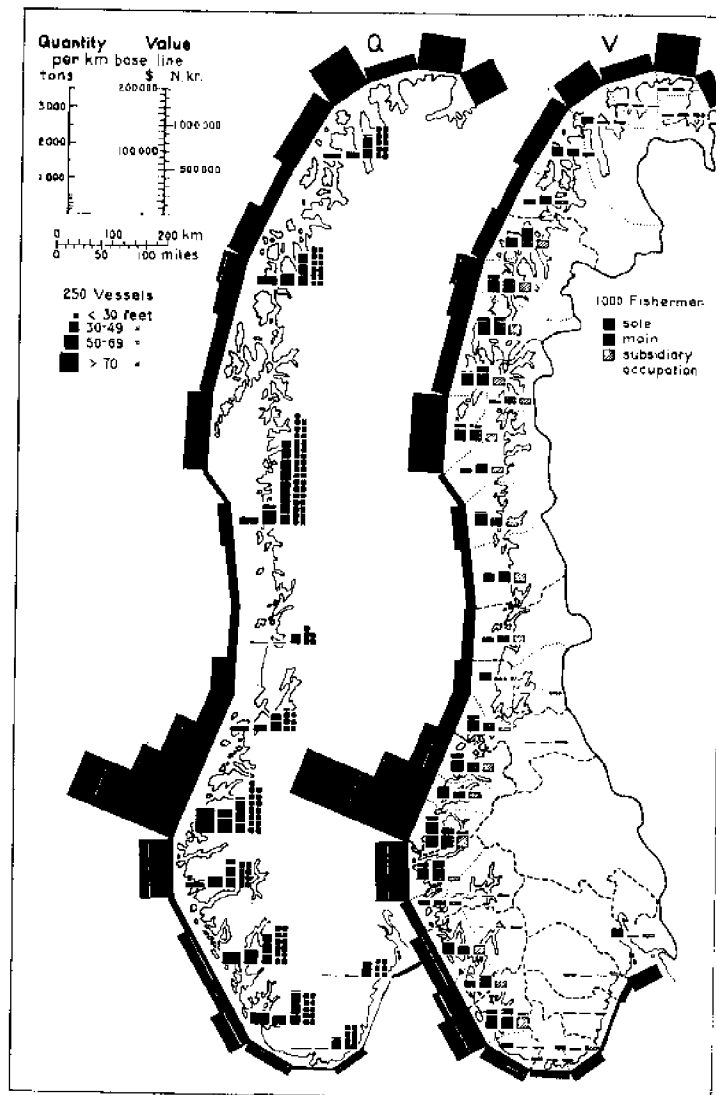 Quantity Value
per km base line
tons $ N.kr.
3000
2000
1000
200000
100000
1000000
500000
0 100 200 km
0 50 100 miles
250 Vessels
< 30 feet
30-49 "
50-69 "
> 70 "
Q
V
1000 Fishermen
sole
main
subsidiary
occupation